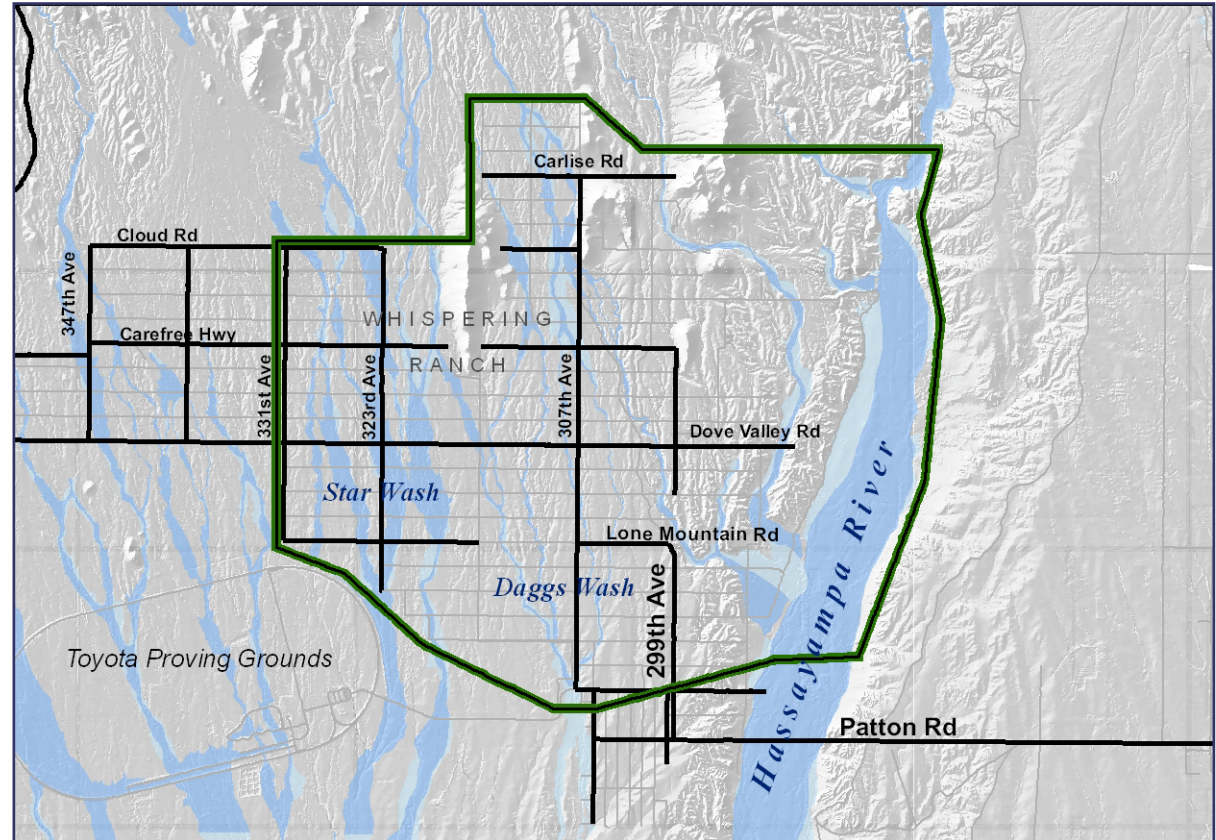 Carlise Rd
Cloud Rd
347th Ave
WHISPERING
RANCH
Carefree Hwy
331st Ave
323rd Ave
307th Ave
Dove Valley Rd
Star Wash
Hassayampa River
Lone Mountain Rd
Daggs Wash
299th Ave
Toyota Proving Grounds
Patton Rd